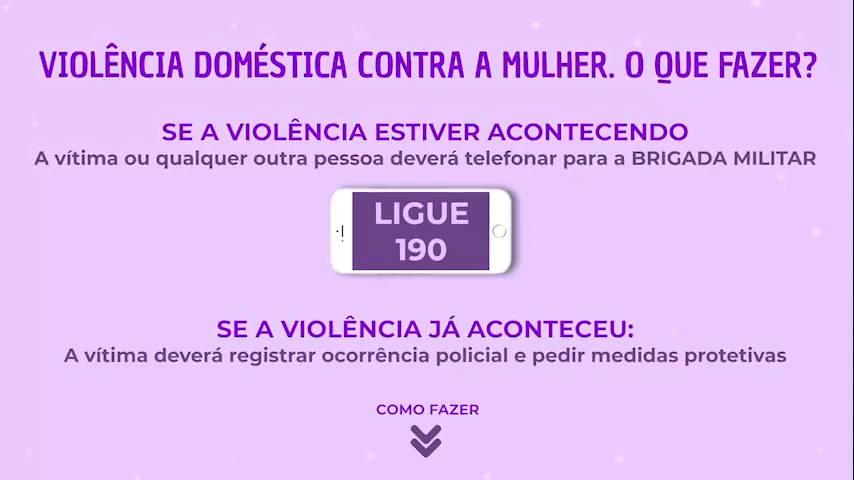 VIOLÊNCIA DOMÉSTICA CONTRA A MULHER. O QUE FAZER?
SE A VIOLÊNCIA ESTIVER ACONTECENDO
A vítima ou qualquer outra pessoa deverá telefonar para a BRIGADA MILITAR
LIGUE
190
SE A VIOLÊNCIA JÁ ACONTECEU:
A vítima deverá registrar ocorrência policial e pedir medidas protetivas
COMO FAZER